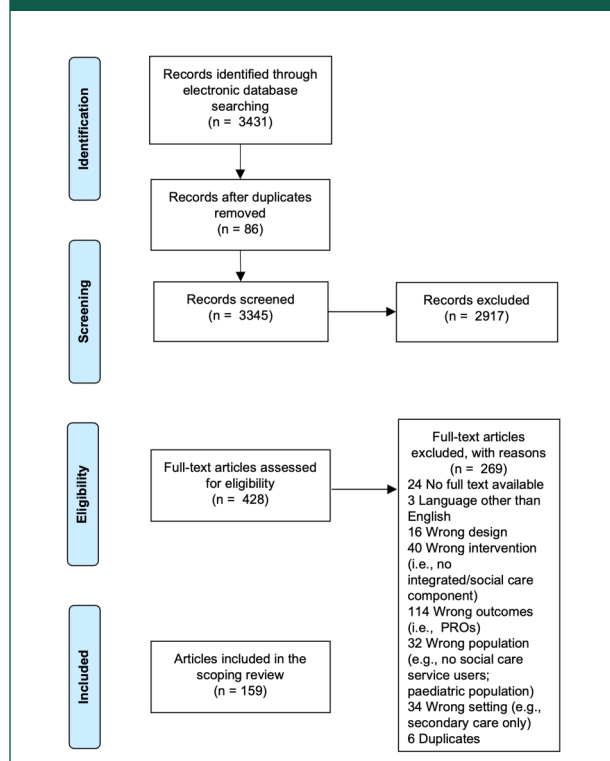 Identification
Records identified through
electronic database
searching
(n = 3431)
Records after duplicates
removed
(n = 86)
Screening
Records screened
(n = 3345)
Records excluded
(n = 2917)
Eligibility
Full-text articles assessed
for eligibility
(n = 428)
Full-text articles
excluded, with reasons
(n = 269)
24 No full text available
3 Language other than
English
16 Wrong design
40 Wrong intervention
(i.e., no
integrated/social care
component)
114 Wrong outcomes
(i.e., PROs)
32 Wrong population
(e.g., no social care
service users;
paediatric population)
34 Wrong setting (e.g.,
secondary care only)
6 Duplicates
Included
Articles included in the
scoping review
(n = 159)